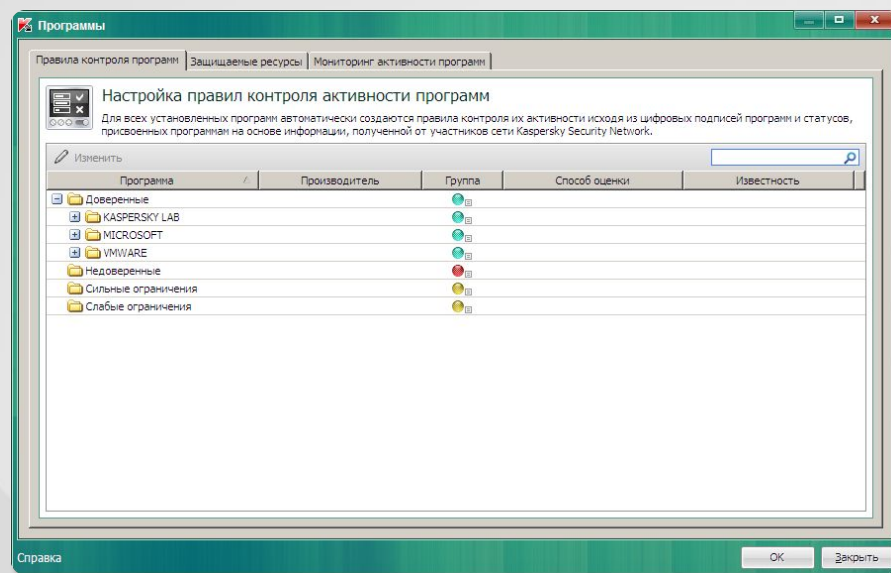 Программы
Правила контроля программ Защищаемые ресурсы Мониторинг активности программ
Настройка правил контроля активности программ
Для всех установленных программ автоматически создаются правила контроля их активности исходя из цифровых подписей программ и статусов,
присвоенных программам на основе информации, полученной от участников сети Kaspersky Security Network.
Изменить
Программа Производитель Группа Способ оценки Известность
Доверенные
KASPERSKY LAB
MICROSOFT
VMWARE
Недоверенные
Сильные ограничения
Слабые ограничения
Справка OK Закрыть